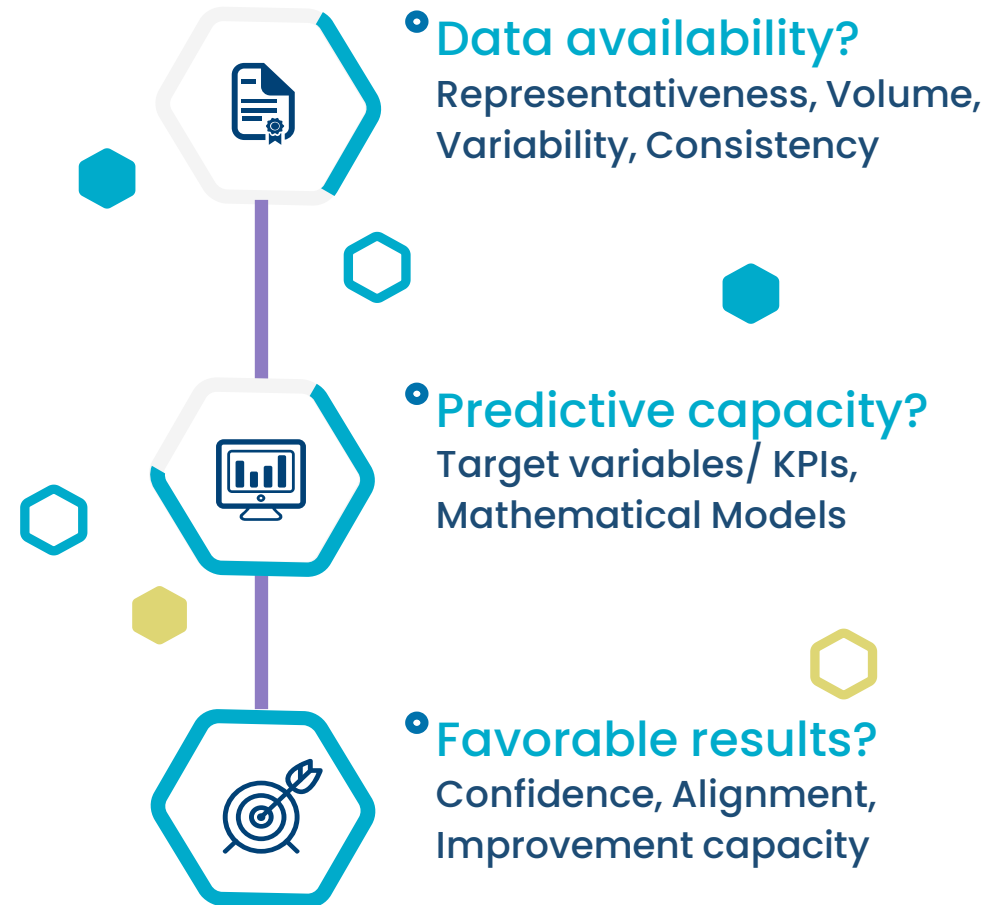 Data availability?
Representativeness, Volume,
Variability, Consistency
Predictive capacity?
Target variables/ KPIs,
Mathematical Models
Favorable results?
Confidence, Alignment,
Improvement capacity